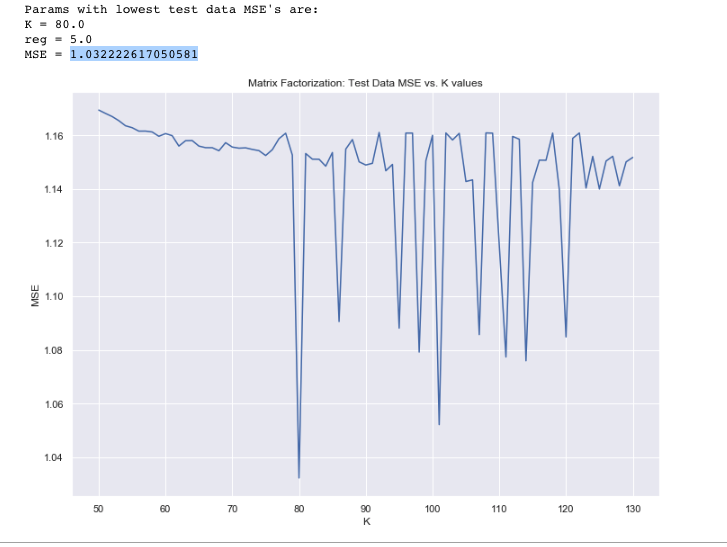 Params with lowest test data MSE's are:
K = 80.0
reg = 5.0
MSE = 1.032222617050581
Matrix Factorization: Test Data MSE vs. K values
1.16
1.14
1.12
1.10
1.08
1.06
1.04
MSE
50 60 70 80 90 100 110 120 130
K